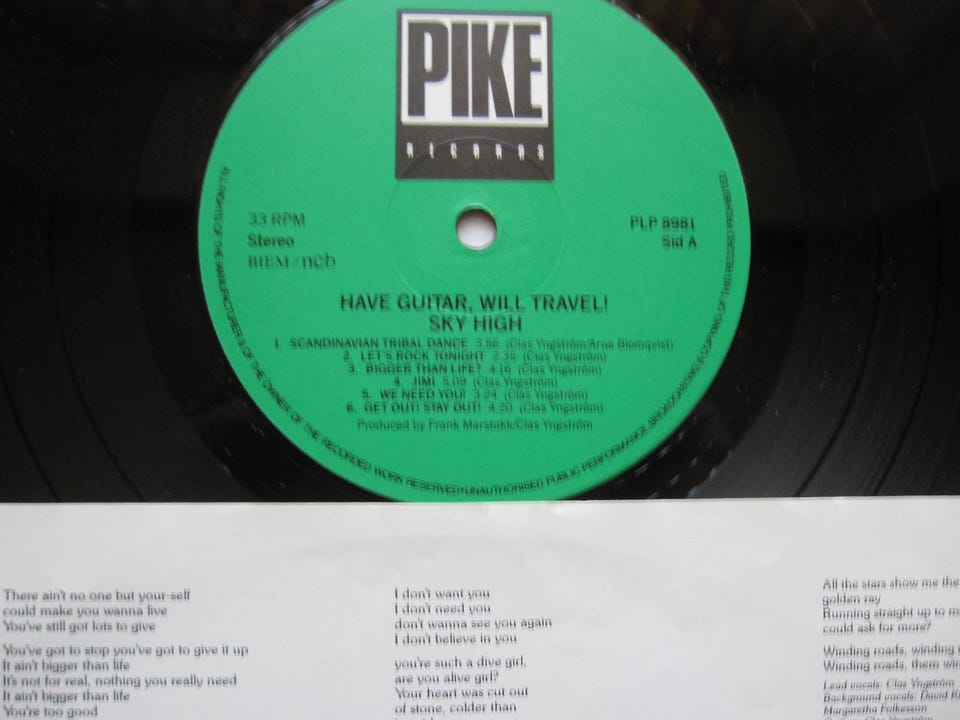 PIKE
RECORDS
33 RPM
Stereo
BIEM/ncb
PLP 8981
Sid A
HAVE GUITAR, WILL TRAVEL!
SKY HIGH
1. SCANDINAVIAN TRIBAL DANCE 3.56 (Clas Yngström/Arne Blomqvist)
2. LET'S ROCK TONIGHT 2.35 (Clas Yngström)
3. BIGGER THAN LIFE? 4.16 (Clas Yngström)
4. JIMI 5.09 (Clas Yngström)
5. WE NEED YOU! 3.24 (Clas Yngström)
6. GET OUT! STAY OUT! 4.20 (Clas Yngström)
Produced by Frank Marstokk/Clas Yngström
ALL RIGHTS OF THE MANUFACTURER & OF THE OWNER OF THE RECORDED WORK RESERVED•UNAUTHORISED PUBLIC PERFORMANCE, BROADCASTING & COPYING OF THIS RECORD PROHIBITED
There ain't no one but your-self
could make you wanna live
You've still got lots to give
You've got to stop you've got to give it up
It ain't bigger than life
It's not for real, nothing you really need
It ain't bigger than life
You're too good
I don't want you
I don't need you
don't wanna see you again
I don't believe in you
you're such a dive girl,
are you alive girl?
Your heart was cut out
of stone, colder than
All the stars show me the
golden ray
Running straight up to
could ask for more?
Winding roads, winding
Winding roads, them
Lead vocals: Clas Yngström
Background vocals: David
Margaretha Folkesson